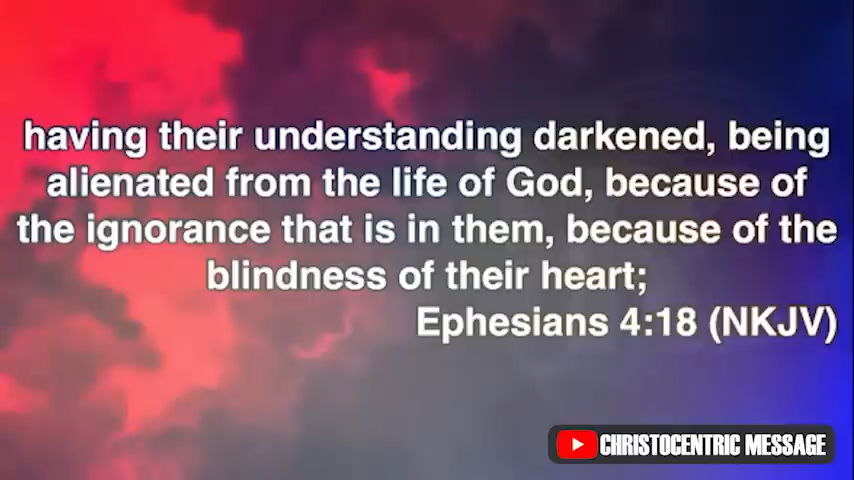 having their understanding darkened, being
alienated from the life of God, because of
the ignorance that is in them, because of the
blindness of their heart;
Ephesians 4:18 (NKJV)
CHRISTOCENTRIC MESSAGE